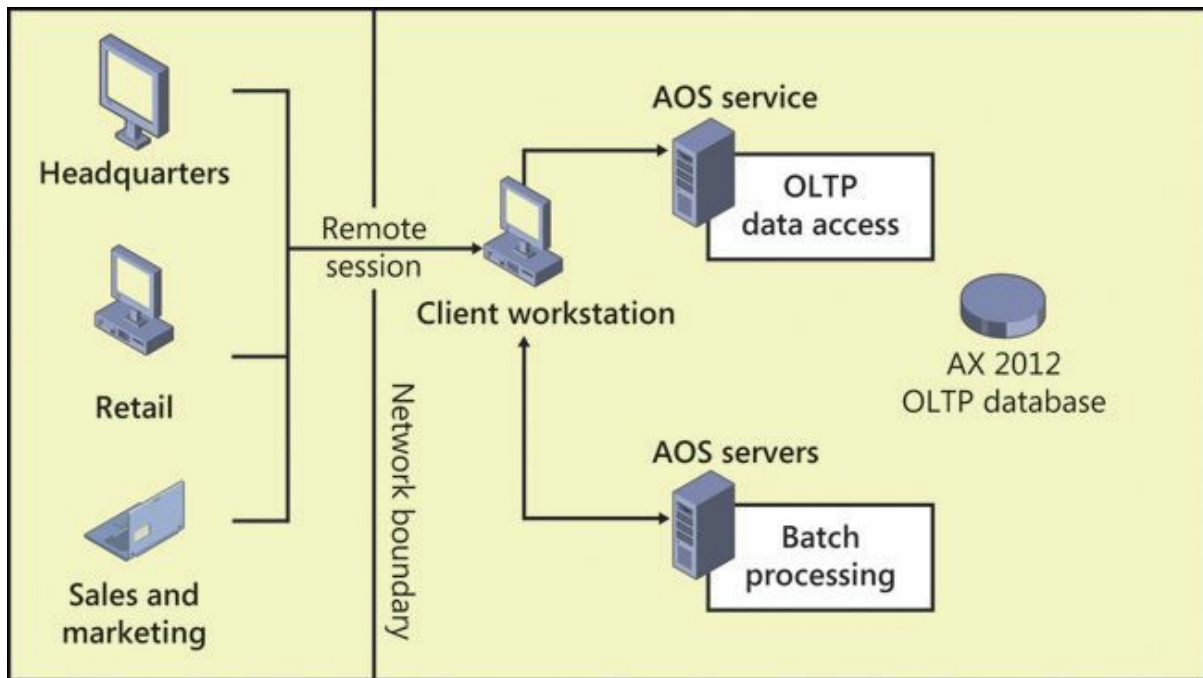 Headquarters
Retail
Sales and
marketing
Remote
session
Network boundary
Client workstation
AOS service
OLTP
data access
AX 2012
OLTP database
AOS servers
Batch
processing